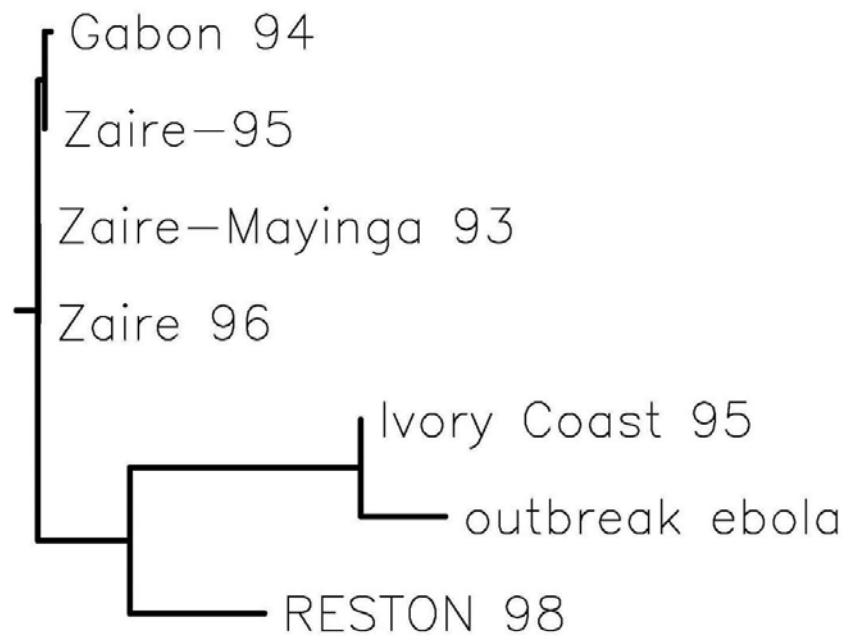 Gabon 94
Zaire-95
Zaire-Mayinga 93
Zaire 96
Ivory Coast 95
outbreak ebola
RESTON 98